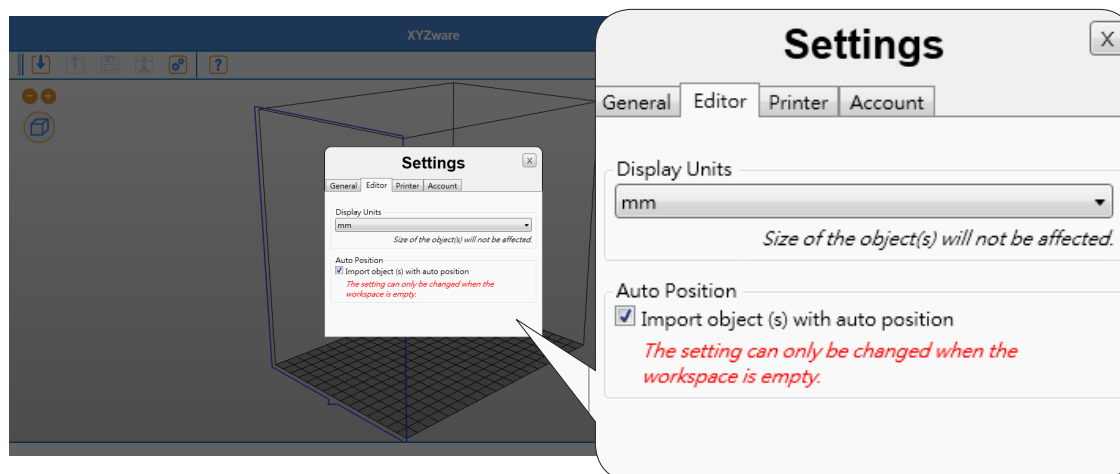 XYZware
?
Settings
X
General Editor Printer Account
Display Units
mm
Size of the object(s) will not be affected.
Auto Position
Import object (s) with auto position
The setting can only be changed when the
workspace is empty.
Settings
X
General Editor Printer Account
Display Units
mm
Size of the object(s) will not be affected.
Auto Position
Import object (s) with auto position
The setting can only be changed when the
workspace is empty.